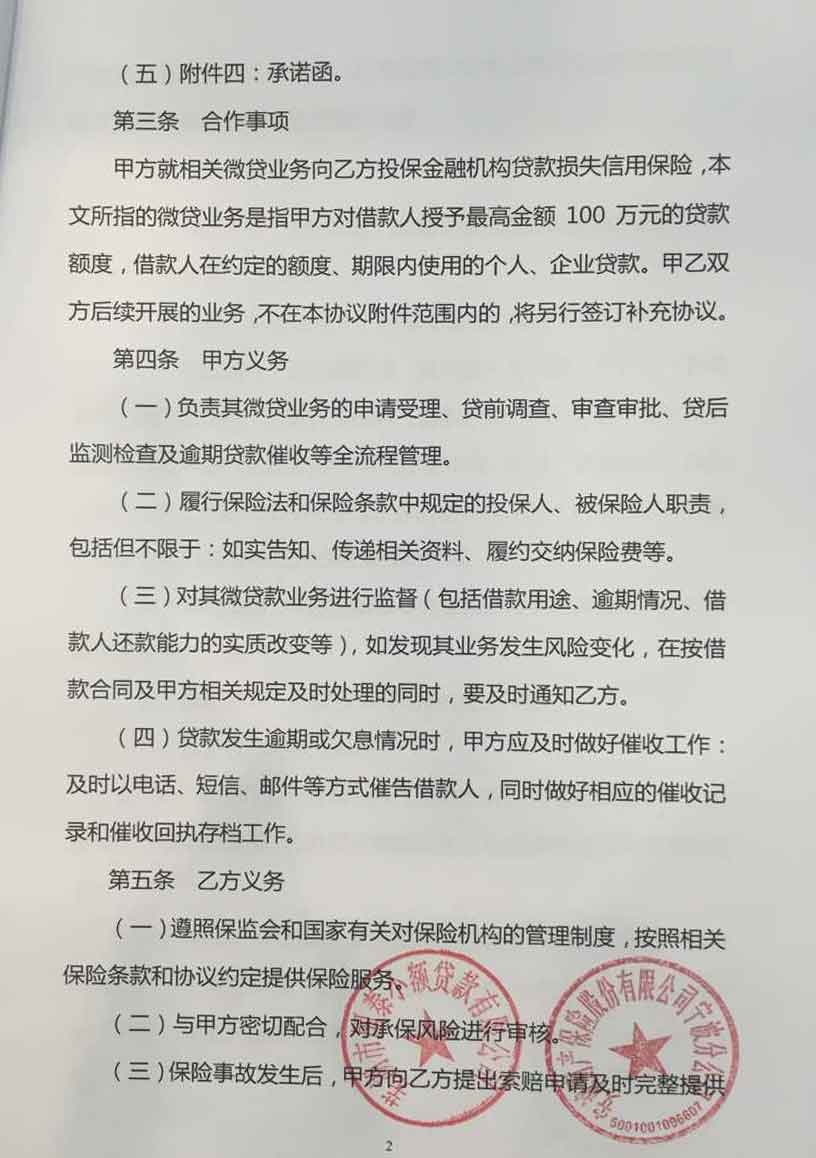 （五）附件四：承诺函。
第三条　合作事项
甲方就相关微贷业务向乙方投保金融机构贷款损失信用保险，本
文所指的微贷业务是指甲方对借款人授予最高金额 100 万元的贷款
额度，借款人在约定的额度、期限内使用的个人、企业贷款。甲乙双
方后续开展的业务，不在本协议附件范围内的，将另行签订补充协议。
第四条　甲方义务
（一）负责其微贷业务的申请受理、贷前调查、审查审批、贷后
监测检查及逾期贷款催收等全流程管理。
（二）履行保险法和保险条款中规定的投保人、被保险人职责，
包括但不限于：如实告知、传递相关资料、履约交纳保险费等。
（三）对其微贷款业务进行监督（包括借款用途、逾期情况、借
款人还款能力的实质改变等），如发现其业务发生风险变化，在按借
款合同及甲方相关规定及时处理的同时，要及时通知乙方。
（四）贷款发生逾期或欠息情况时，甲方应及时做好催收工作：
及时以电话、短信、邮件等方式催告借款人，同时做好相应的催收记
录和催收回执存档工作。
第五条　乙方义务
（一）遵照保监会和国家有关对保险机构的管理制度，按照相关
保险条款和协议约定提供保险服务。
（二）与甲方密切配合，对承保风险进行审核。
（三）保险事故发生后，甲方向乙方提出索赔申请及时完整提供
泰小额贷款有限公司
产保险股份有限公司宁波分公司
5001001096607
2